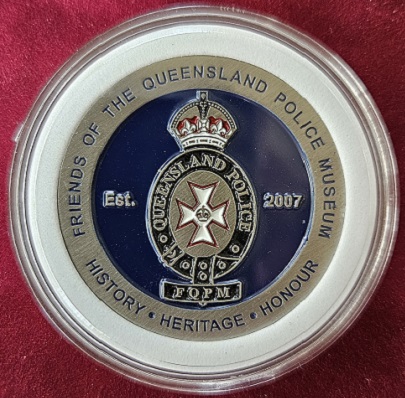 FRIENDS OF THE QUEENSLAND POLICE MUSEUM
Est. 2007
QUEENSLAND POLICE
FQPM
HISTORY • HERITAGE • HONOUR